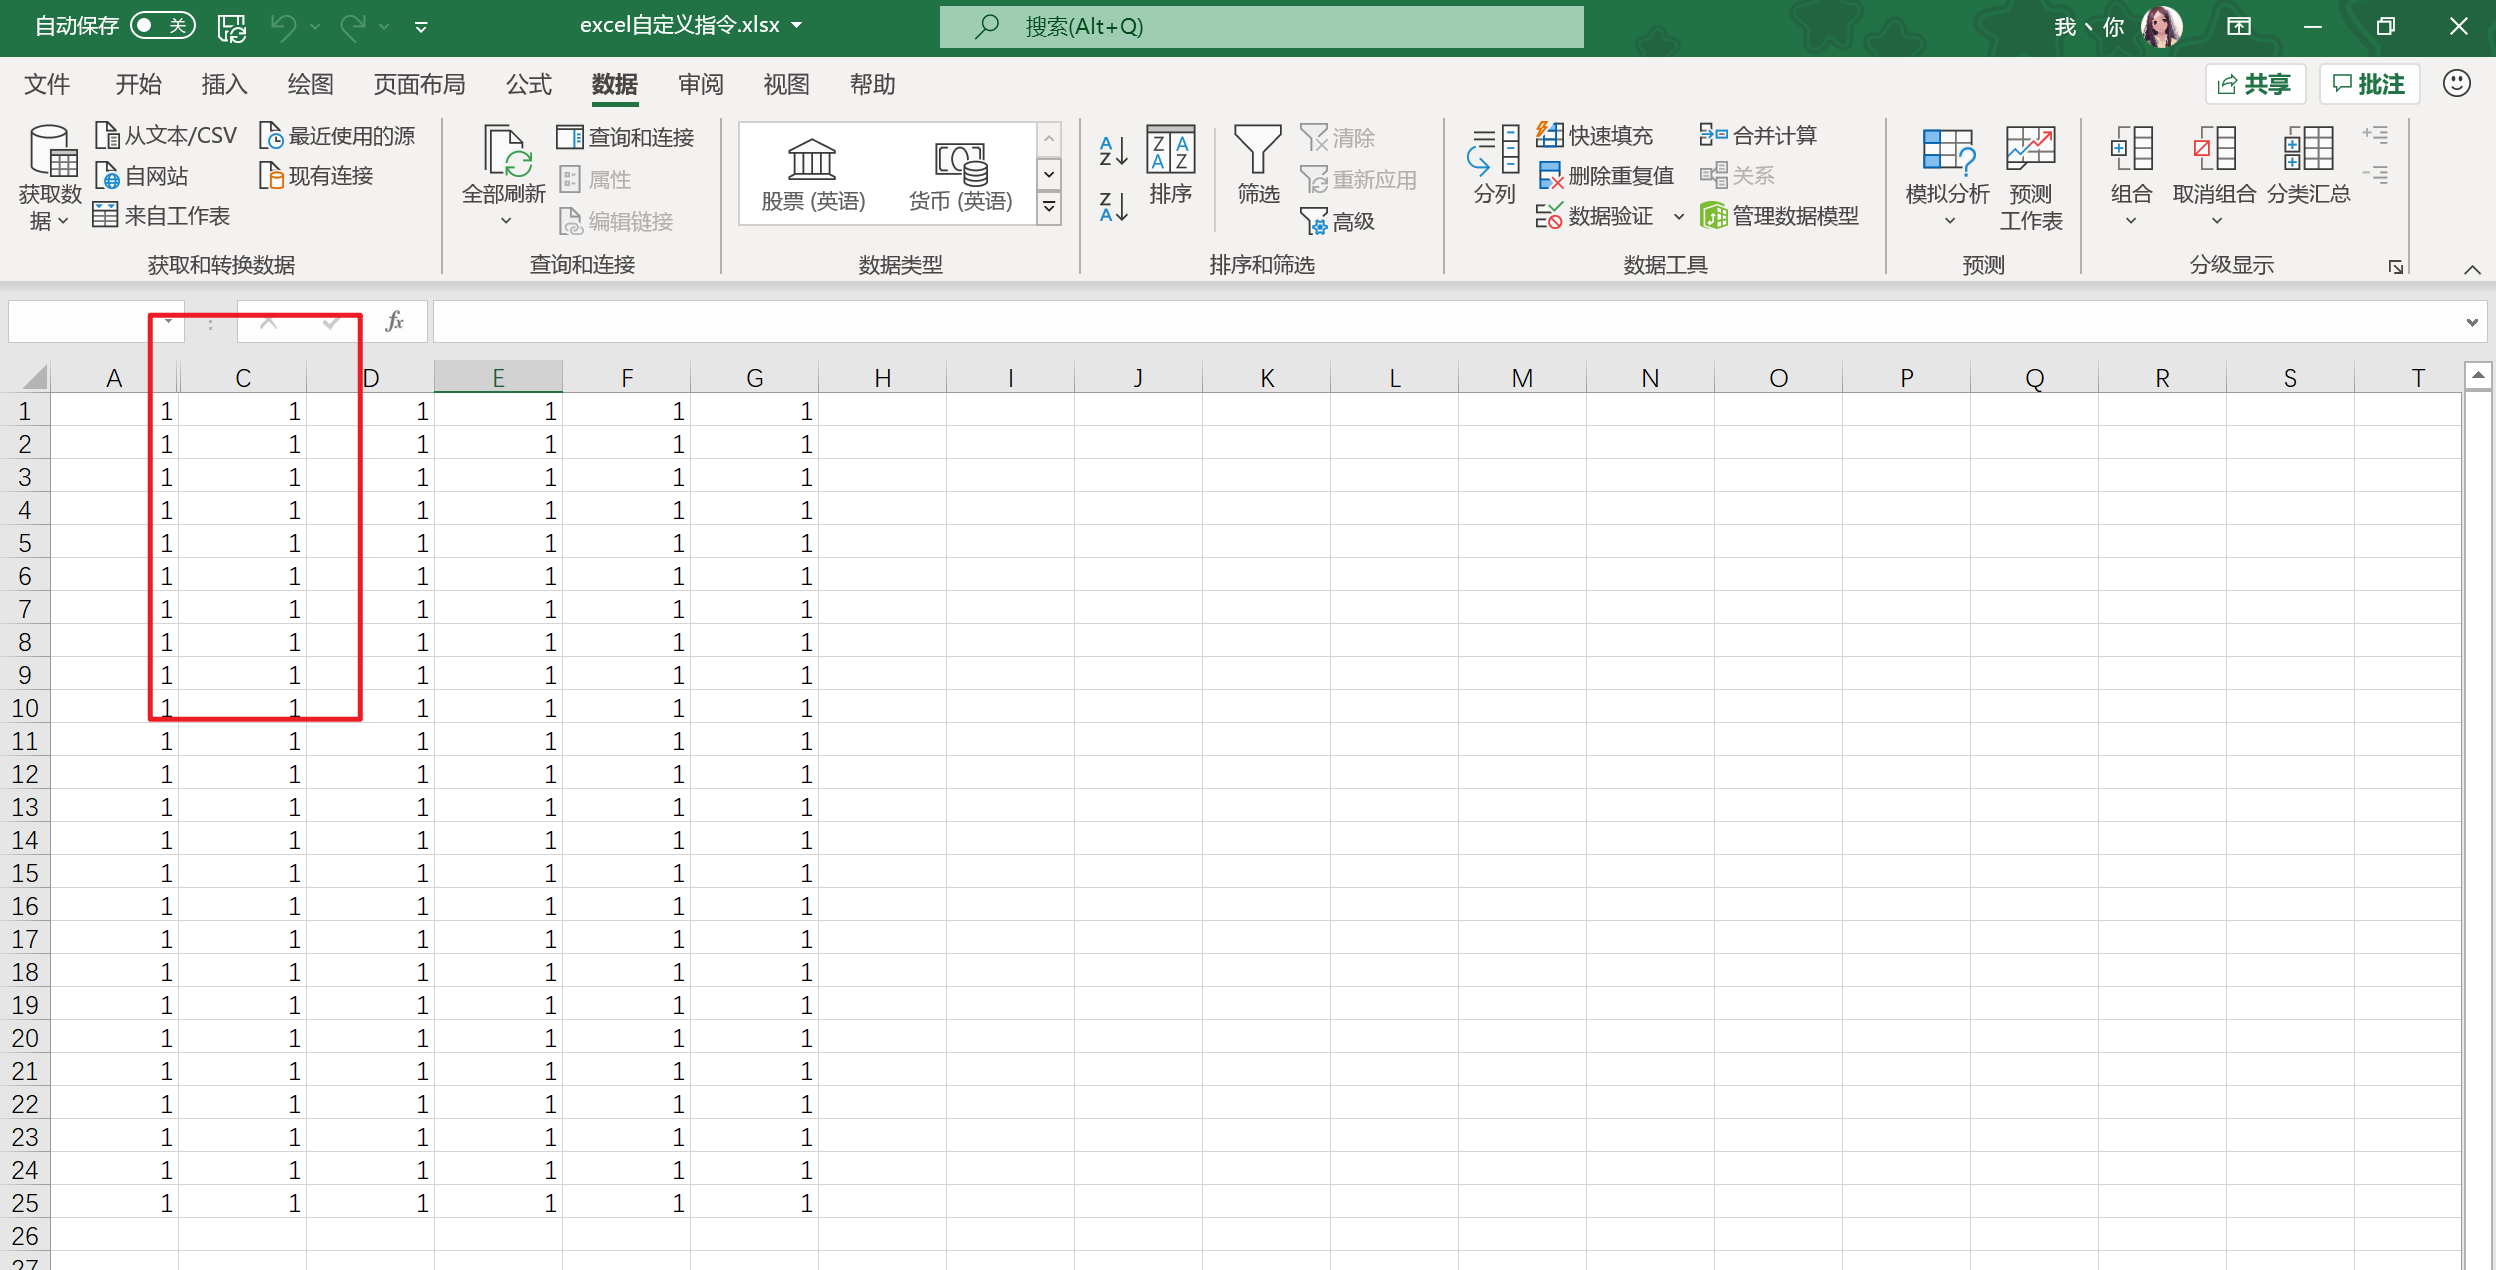 自动保存 关 excel自定义指令.xlsx 搜索(Alt+Q) 我丶你
文件 开始 插入 绘图 页面布局 公式 数据 审阅 视图 帮助 共享 批注
获取数据 从文本/CSV 自网站 来自工作表 最近使用的源 现有连接
全部刷新 查询和连接 属性 编辑链接
股票 (英语) 货币 (英语)
排序 筛选 清除 重新应用 高级
分列 快速填充 删除重复值 数据验证 合并计算 关系 管理数据模型
模拟分析 预测工作表
组合 取消组合 分类汇总
获取和转换数据 查询和连接 数据类型 排序和筛选 数据工具 预测 分级显示
fx
A C D E F G H I J K L M N O P Q R S T
1 1 1 1 1 1 1
2 1 1 1 1 1 1
3 1 1 1 1 1 1
4 1 1 1 1 1 1
5 1 1 1 1 1 1
6 1 1 1 1 1 1
7 1 1 1 1 1 1
8 1 1 1 1 1 1
9 1 1 1 1 1 1
10 1 1 1 1 1 1
11 1 1 1 1 1 1
12 1 1 1 1 1 1
13 1 1 1 1 1 1
14 1 1 1 1 1 1
15 1 1 1 1 1 1
16 1 1 1 1 1 1
17 1 1 1 1 1 1
18 1 1 1 1 1 1
19 1 1 1 1 1 1
20 1 1 1 1 1 1
21 1 1 1 1 1 1
22 1 1 1 1 1 1
23 1 1 1 1 1 1
24 1 1 1 1 1 1
25 1 1 1 1 1 1
26
27